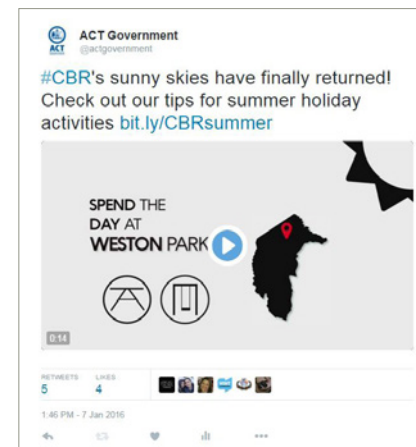 ACT Government
@actgovernment
ACT
#CBR's sunny skies have finally returned!
Check out our tips for summer holiday
activities bit.ly/CBRsummer
SPEND THE
DAY AT
WESTON PARK
0:14
RETWEETS LIKES
5 4
1:46 PM - 7 Jan 2016